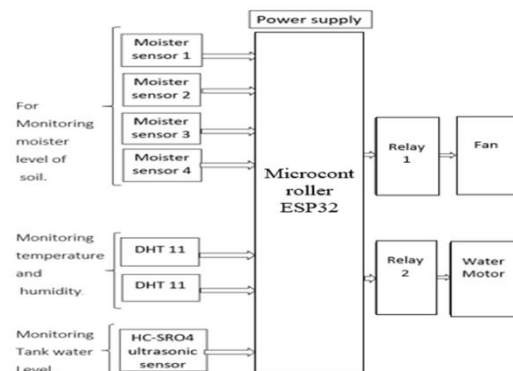 Power supply
For
Monitoring
moister
level of
soil.
Moister
sensor 1
Moister
sensor 2
Moister
sensor 3
Moister
sensor 4
Monitoring
temperature
and
humidity.
DHT 11
DHT 11
Monitoring
Tank water
Level
HC-SRO4
ultrasonic
sensor
Microcont
roller
ESP32
Relay
1
Fan
Relay
2
Water
Motor